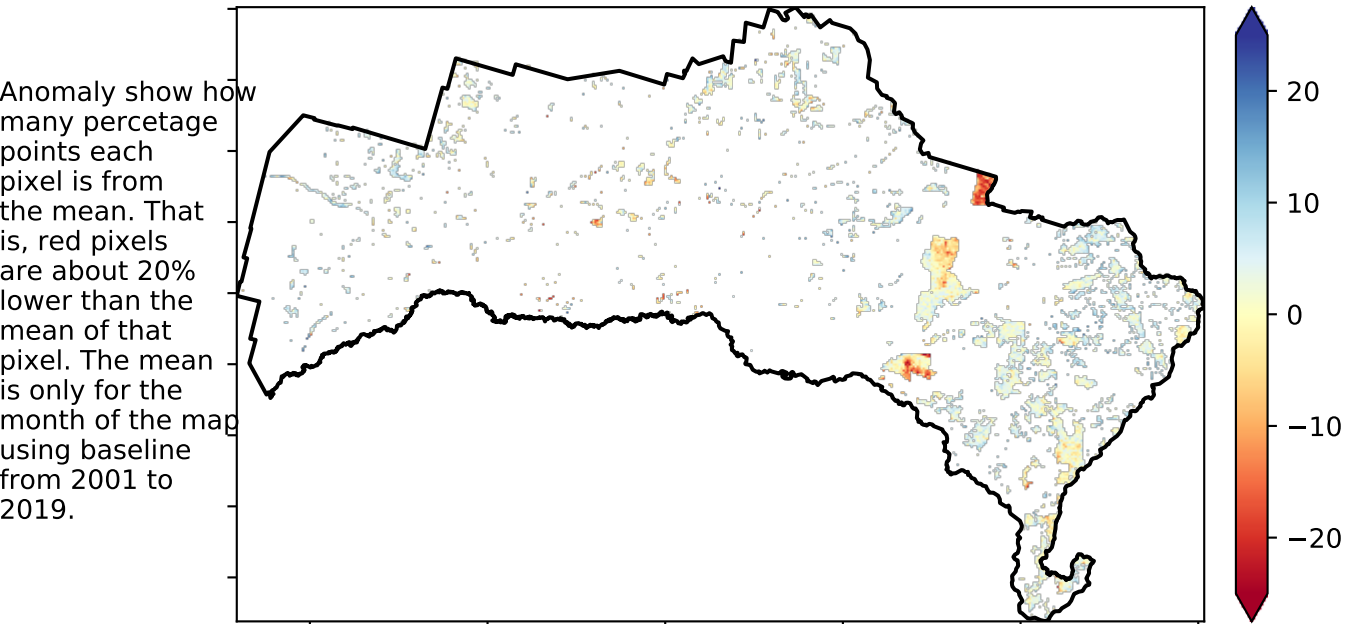 Anomaly show how
many percetage
points each
pixel is from
the mean. That
is, red pixels
are about 20%
lower than the
mean of that
pixel. The mean
is only for the
month of the map
using baseline
from 2001 to
2019.
20
10
0
−10
−20